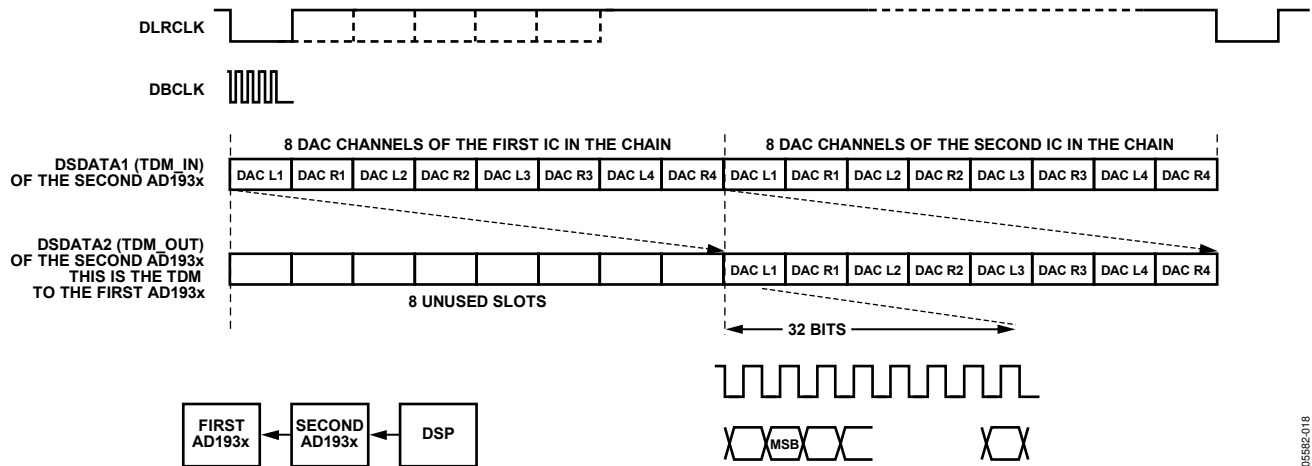 DLRCLK
DBCLK
8 DAC CHANNELS OF THE FIRST IC IN THE CHAIN
8 DAC CHANNELS OF THE SECOND IC IN THE CHAIN
DSDATA1 (TDM_IN)
OF THE SECOND AD193x
DAC L1 DAC R1 DAC L2 DAC R2 DAC L3 DAC R3 DAC L4 DAC R4 DAC L1 DAC R1 DAC L2 DAC R2 DAC L3 DAC R3 DAC L4 DAC R4
DSDATA2 (TDM_OUT)
OF THE SECOND AD193x
THIS IS THE TDM
TO THE FIRST AD193x
DAC L1 DAC R1 DAC L2 DAC R2 DAC L3 DAC R3 DAC L4 DAC R4
8 UNUSED SLOTS
32 BITS
FIRST
AD193x
SECOND
AD193x
DSP
MSB
05582-018